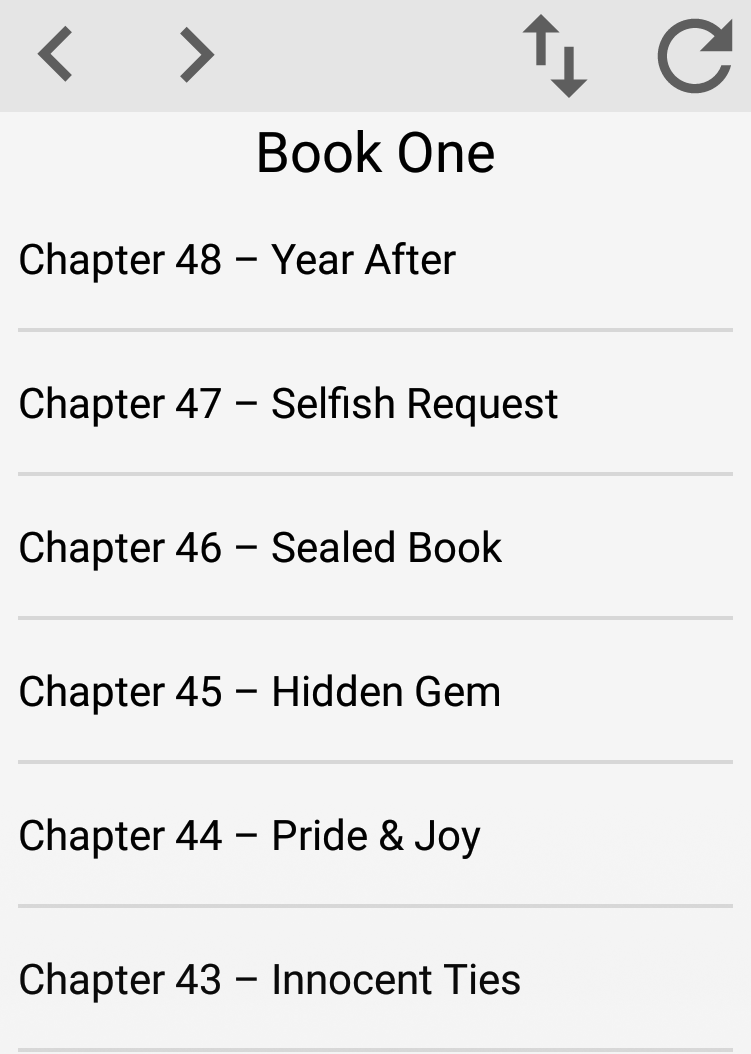 Book One
Chapter 48 – Year After
Chapter 47 – Selfish Request
Chapter 46 – Sealed Book
Chapter 45 – Hidden Gem
Chapter 44 – Pride & Joy
Chapter 43 – Innocent Ties